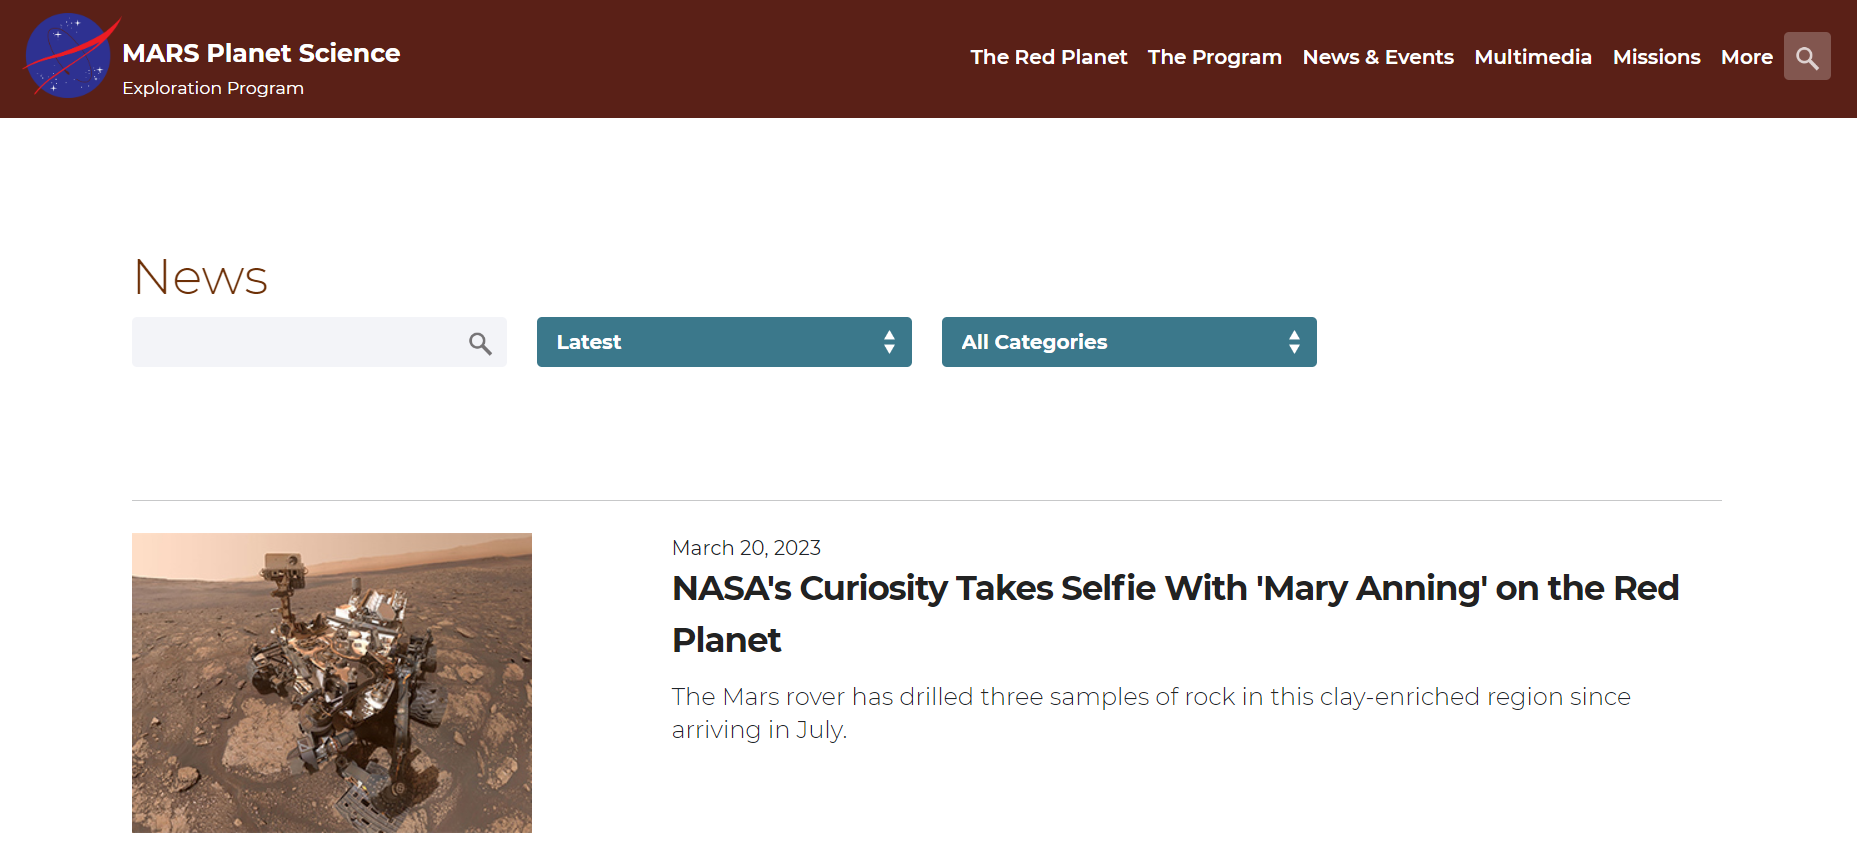 MARS Planet Science
Exploration Program
The Red Planet The Program News & Events Multimedia Missions More
News
Latest
All Categories
March 20, 2023
NASA's Curiosity Takes Selfie With 'Mary Anning' on the Red
Planet
The Mars rover has drilled three samples of rock in this clay-enriched region since
arriving in July.